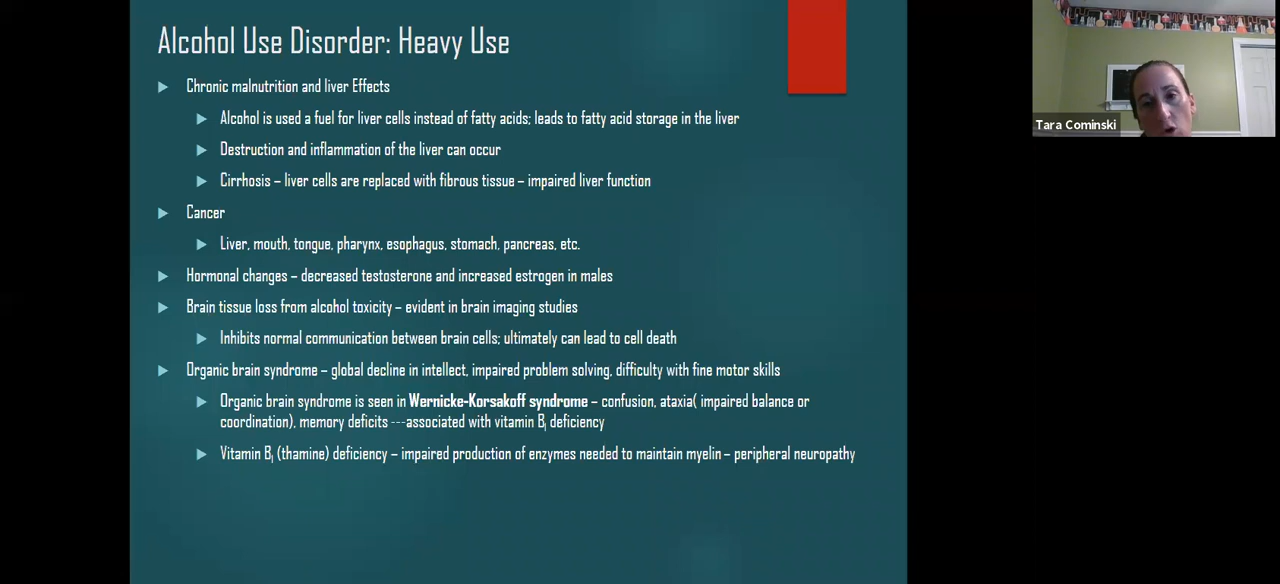 Alcohol Use Disorder: Heavy Use
Chronic malnutrition and liver Effects
Alcohol is used a fuel for liver cells instead of fatty acids; leads to fatty acid storage in the liver
Destruction and inflammation of the liver can occur
Cirrhosis – liver cells are replaced with fibrous tissue – impaired liver function
Cancer
Liver, mouth, tongue, pharynx, esophagus, stomach, pancreas, etc.
Hormonal changes – decreased testosterone and increased estrogen in males
Brain tissue loss from alcohol toxicity – evident in brain imaging studies
Inhibits normal communication between brain cells; ultimately can lead to cell death
Organic brain syndrome – global decline in intellect, impaired problem solving, difficulty with fine motor skills
Organic brain syndrome is seen in Wernicke-Korsakoff syndrome – confusion, ataxia( impaired balance or
coordination), memory deficits ---associated with vitamin B₁ deficiency
Vitamin B₁ (thamine) deficiency – impaired production of enzymes needed to maintain myelin – peripheral neuropathy
Tara Cominski